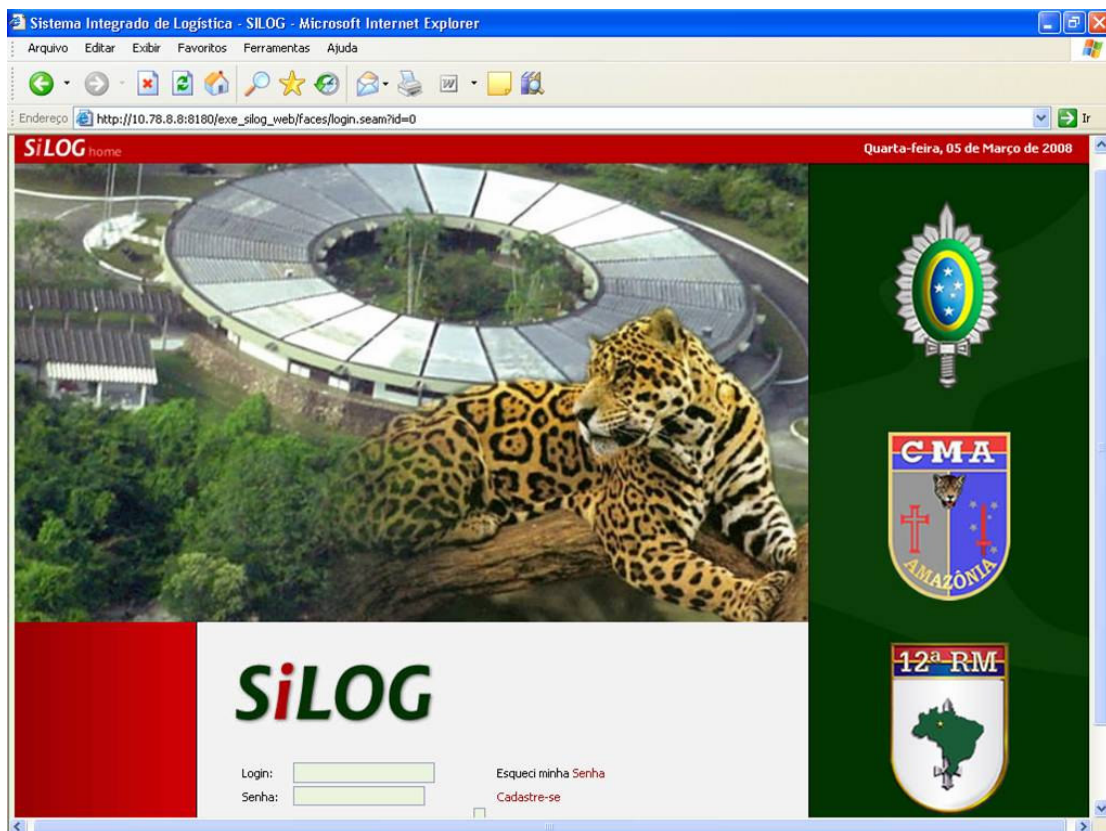 Sistema Integrado de Logística - SILOG - Microsoft Internet Explorer
Arquivo Editar Exibir Favoritos Ferramentas Ajuda
Endereço http://10.78.8.8:8180/exe_silog_web/faces/login.seam?id=0 Ir
SiLOG home Quarta-feira, 05 de Março de 2008
CMA
AMAZÔNIA
12ª RM
SiLOG
Login: Esqueci minha Senha
Senha: Cadastre-se